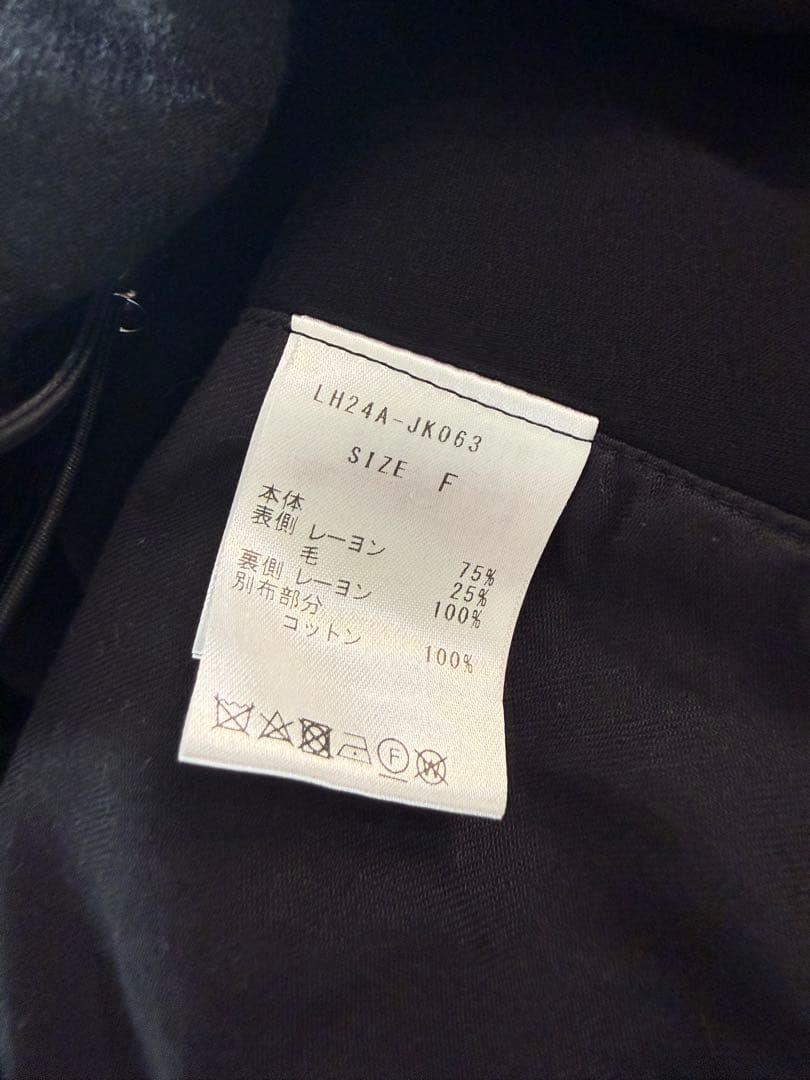 LH24A-JK063
SIZE F
本体
表側 レーヨン 75%
毛 25%
裏側 レーヨン 100%
別布部分
コットン 100%
F W